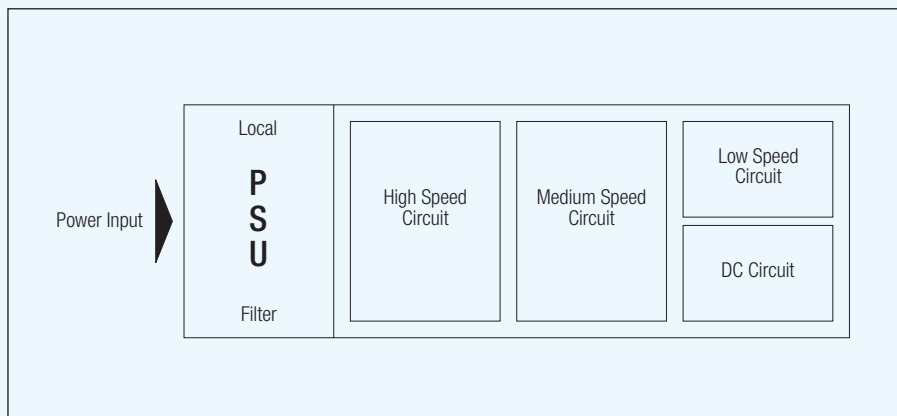 Power Input
Local
P
S
U
Filter
High Speed
Circuit
Medium Speed
Circuit
Low Speed
Circuit
DC Circuit